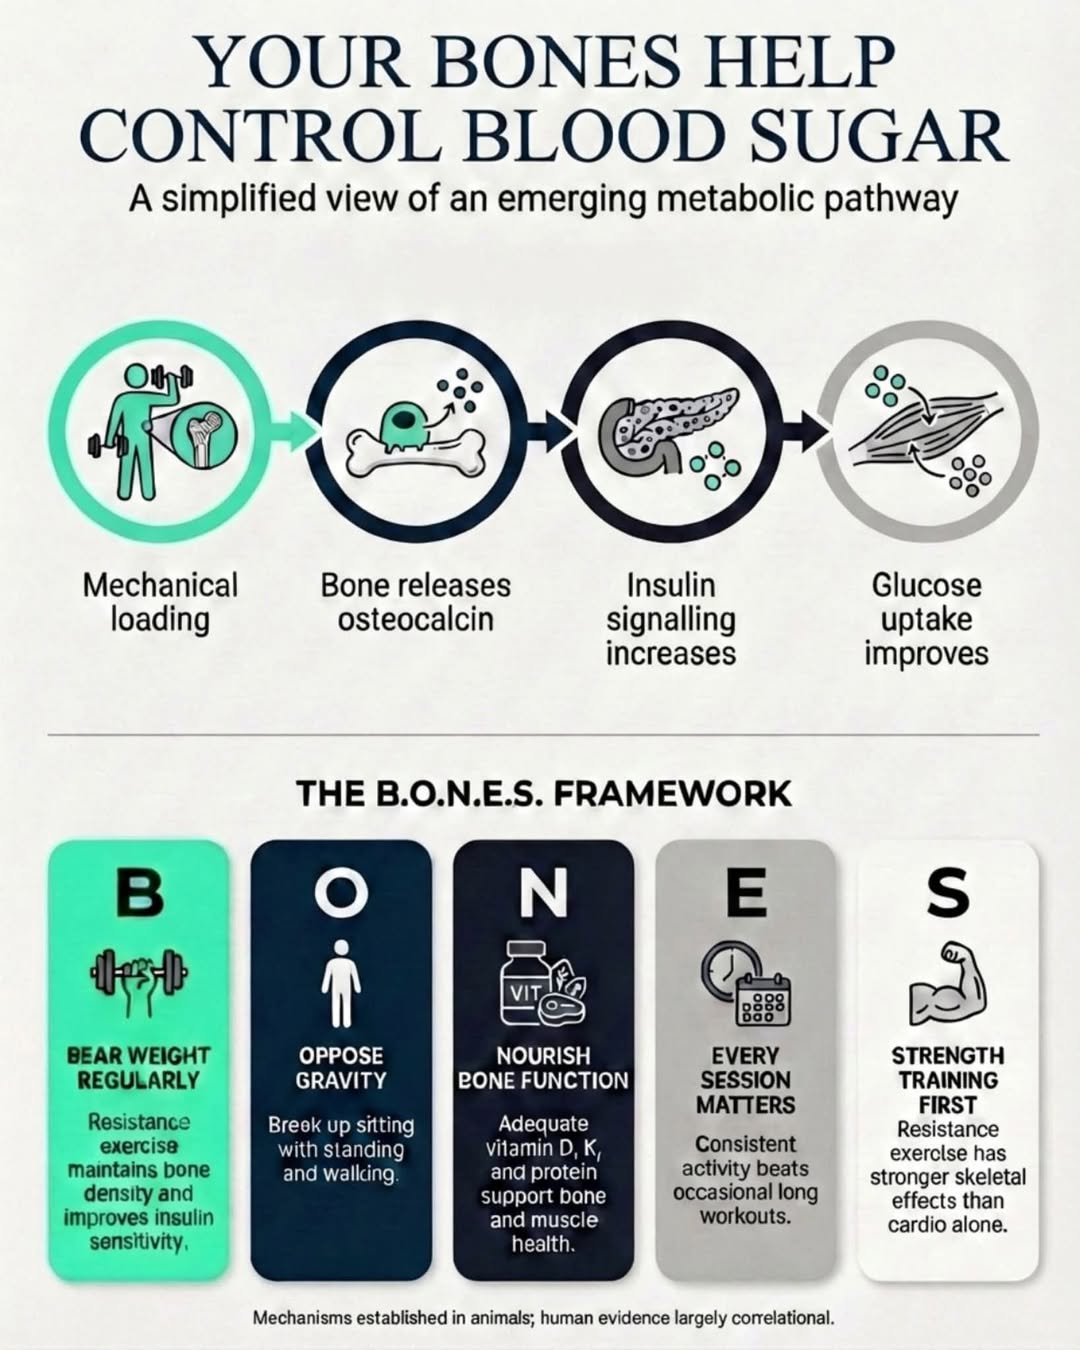 YOUR BONES HELP
CONTROL BLOOD SUGAR
A simplified view of an emerging metabolic pathway
Mechanical
loading
Bone releases
osteocalcin
Insulin
signalling
increases
Glucose
uptake
improves
THE B.O.N.E.S. FRAMEWORK
B
BEAR WEIGHT
REGULARLY
Resistance
exercise
maintains bone
density and
improves insulin
sensitivity.
O
OPPOSE
GRAVITY
Break up sitting
with standing
and walking.
N
VIT
NOURISH
BONE FUNCTION
Adequate
vitamin D, K,
and protein
support bone
and muscle
health.
E
EVERY
SESSION
MATTERS
Consistent
activity beats
occasional long
workouts.
S
STRENGTH
TRAINING
FIRST
Resistance
exercise has
stronger skeletal
effects than
cardio alone.
Mechanisms established in animals; human evidence largely correlational.